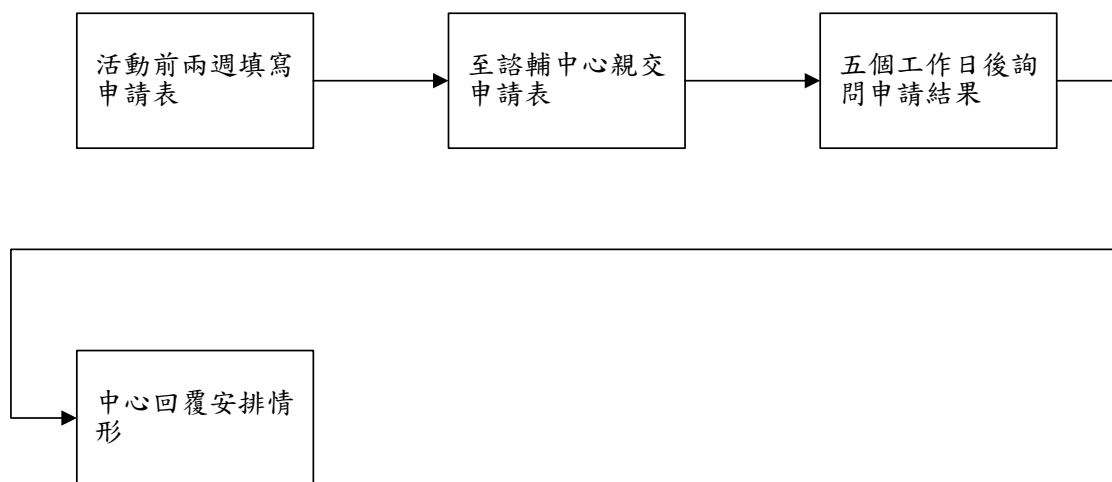 活動前兩週填寫
申請表
至諮輔中心親交
申請表
五個工作日後詢
問申請結果
中心回覆安排情
形